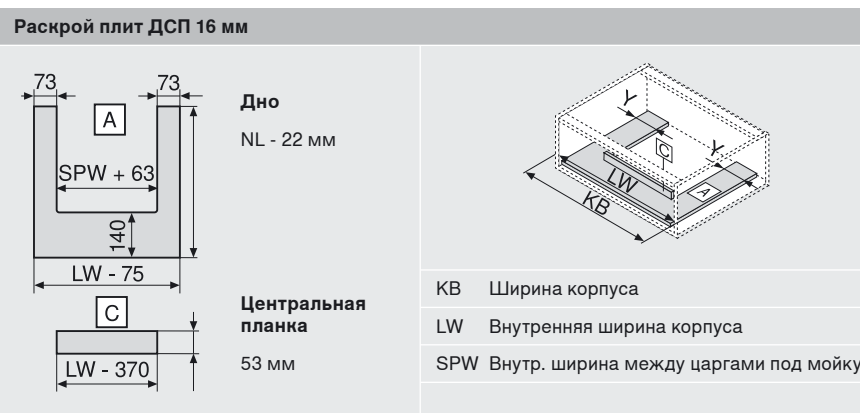 Раскрой плит ДСП 16 мм
73
73
A
Дно
NL - 22 мм
SPW + 63
140
LW - 75
C
Центральная
планка
53 мм
LW - 370
Y
Y
C
A
LW
KB
KB Ширина корпуса
LW Внутренняя ширина корпуса
SPW Внутр. ширина между царгами под мойку